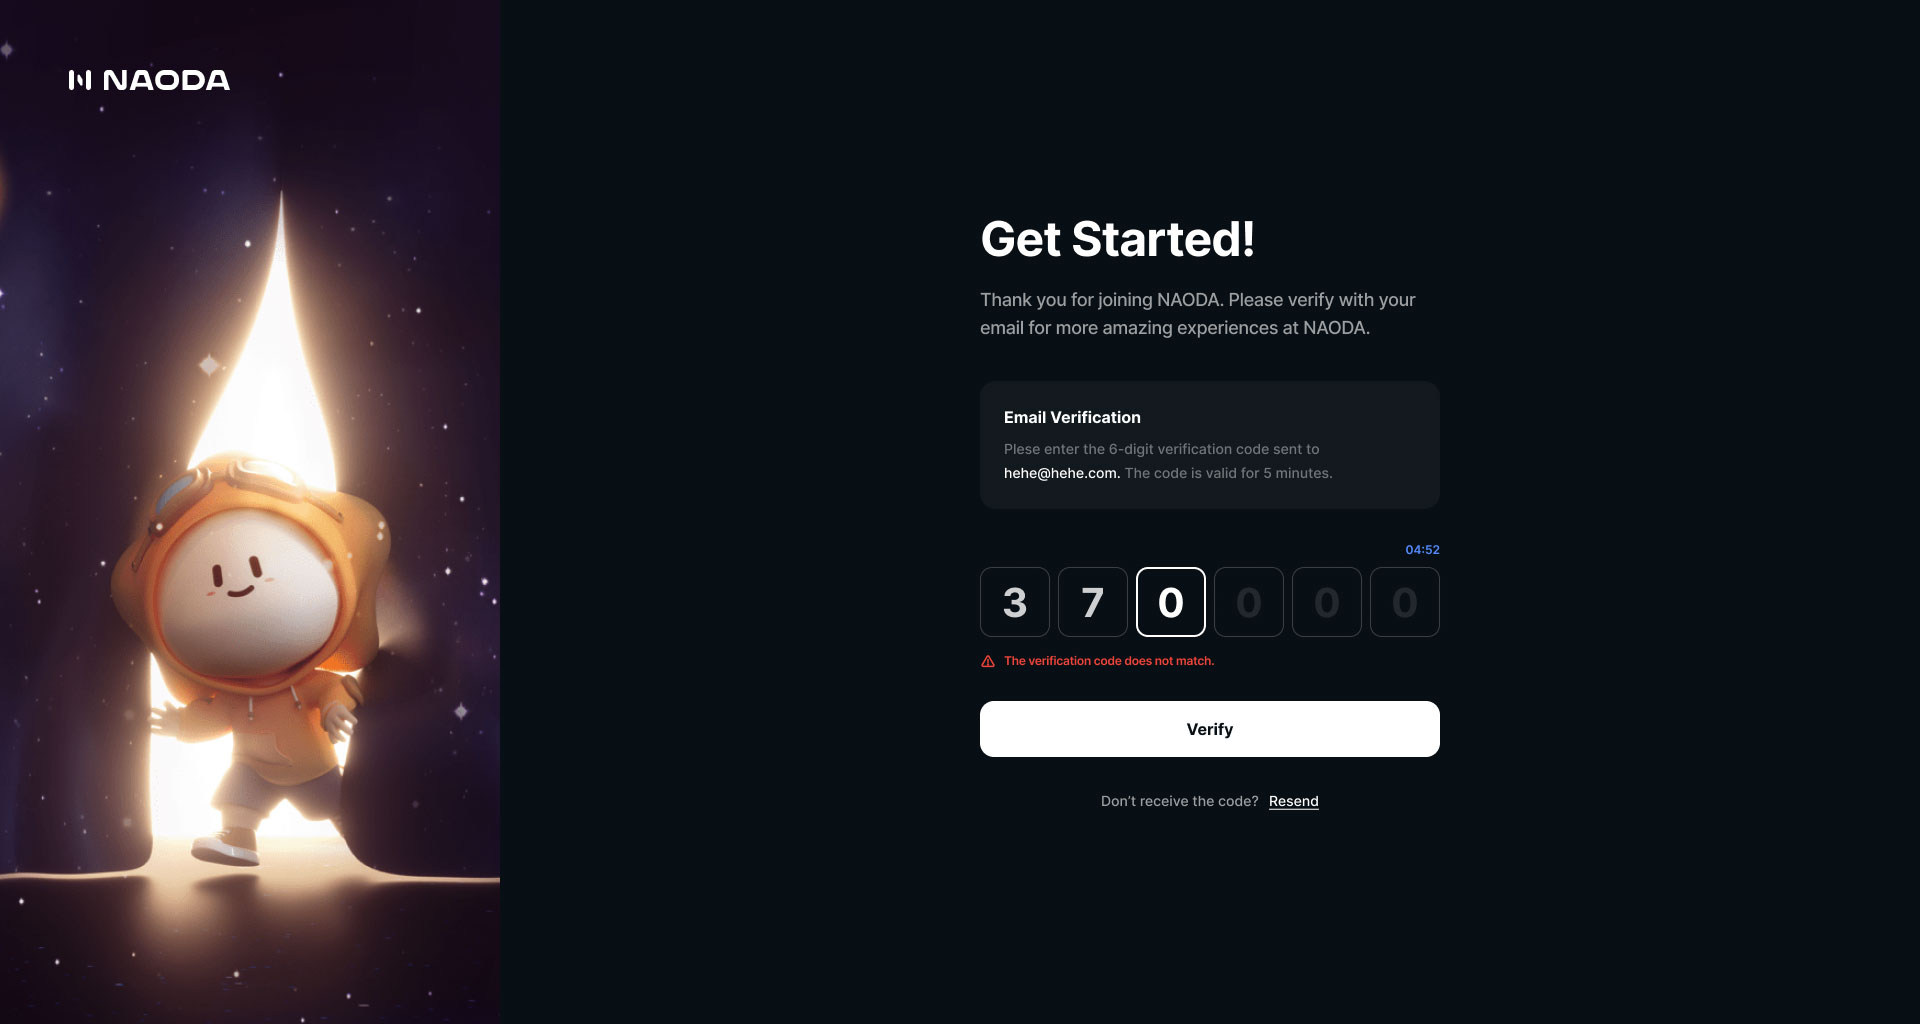 NAODA
Get Started!
Thank you for joining NAODA. Please verify with your
email for more amazing experiences at NAODA.
Email Verification
Plese enter the 6-digit verification code sent to
hehe@hehe.com. The code is valid for 5 minutes.
04:52
3 7 0 0 0 0
The verification code does not match.
Verify
Don’t receive the code? Resend